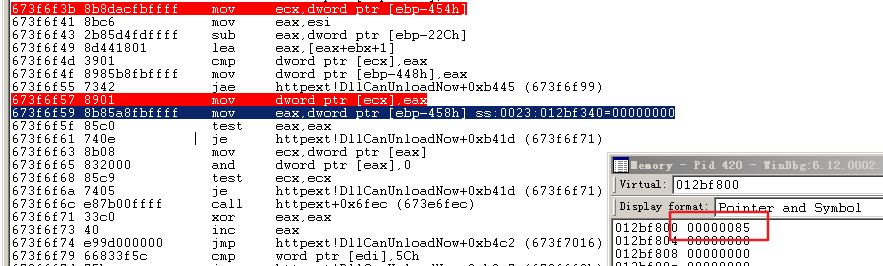 673f6f3b 8b8dacfbffff mov ecx,dword ptr [ebp-454h]
673f6f41 8bc6 mov eax,esi
673f6f43 2b85d4fdffff sub eax,dword ptr [ebp-22Ch]
673f6f49 8d441801 lea eax,[eax+ebx+1]
673f6f4d 3901 cmp dword ptr [ecx],eax
673f6f4f 8985b8fbffff mov dword ptr [ebp-448h],eax
673f6f55 7342 jae httpext!DllCanUnloadNow+0xb445 (673f6f99)
673f6f57 8901 mov dword ptr [ecx],eax
673f6f59 8b85a8fbffff mov eax,dword ptr [ebp-458h] ss:0023:012bf340=00000000
673f6f5f 85c0 test eax,eax
673f6f61 740e je httpext!DllCanUnloadNow+0xb41d (673f6f71)
673f6f63 8b08 mov ecx,dword ptr [eax]
673f6f65 832000 and dword ptr [eax],0
673f6f68 85c9 test ecx,ecx
673f6f6a 7405 je httpext!DllCanUnloadNow+0xb41d (673f6f71)
673f6f6c e87b00ffff call httpext+0x6fec (673e6fec)
673f6f71 33c0 xor eax,eax
673f6f73 40 inc eax
673f6f74 e99d000000 jmp httpext!DllCanUnloadNow+0xb4c2 (673f7016)
673f6f79 66833f5c cmp word ptr [edi],5Ch
Memory - Pid 420 - WinDbg:6.12.0002.
Virtual: 012bf800
Display format: Pointer and Symbol
012bf800 00000085
012bf804 00000000
012bf808 00000000